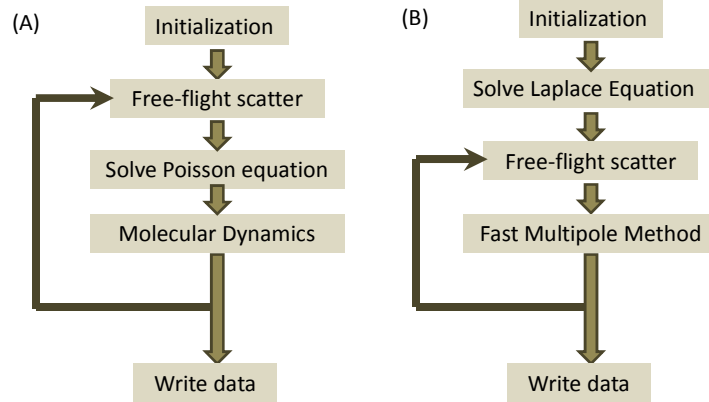 (A)
Initialization
Free-flight scatter
Solve Poisson equation
Molecular Dynamics
Write data
(B)
Initialization
Solve Laplace Equation
Free-flight scatter
Fast Multipole Method
Write data